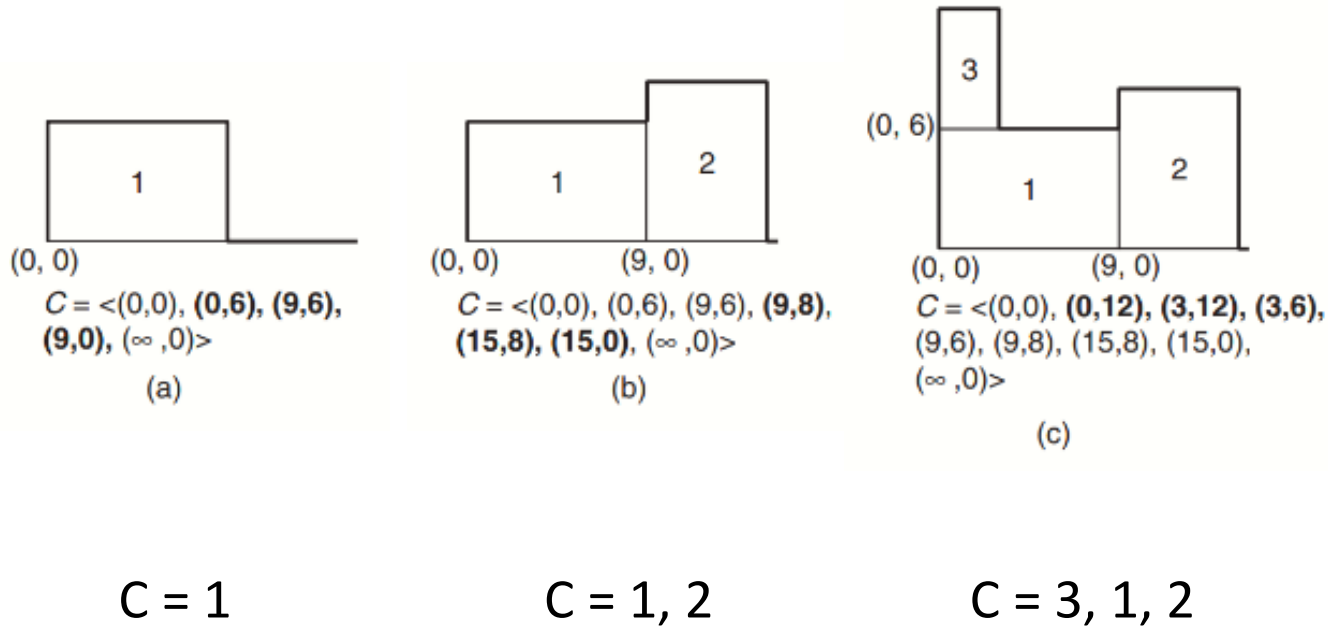 1
(0, 0)
C = <(0,0), (0,6), (9,6),
(9,0), (∞ ,0)>
(a)
1
2
(0, 0) (9, 0)
C = <(0,0), (0,6), (9,6), (9,8),
(15,8), (15,0), (∞ ,0)>
(b)
3
(0, 6)
1
2
(0, 0) (9, 0)
C = <(0,0), (0,12), (3,12), (3,6),
(9,6), (9,8), (15,8), (15,0),
(∞ ,0)>
(c)
C = 1
C = 1, 2
C = 3, 1, 2